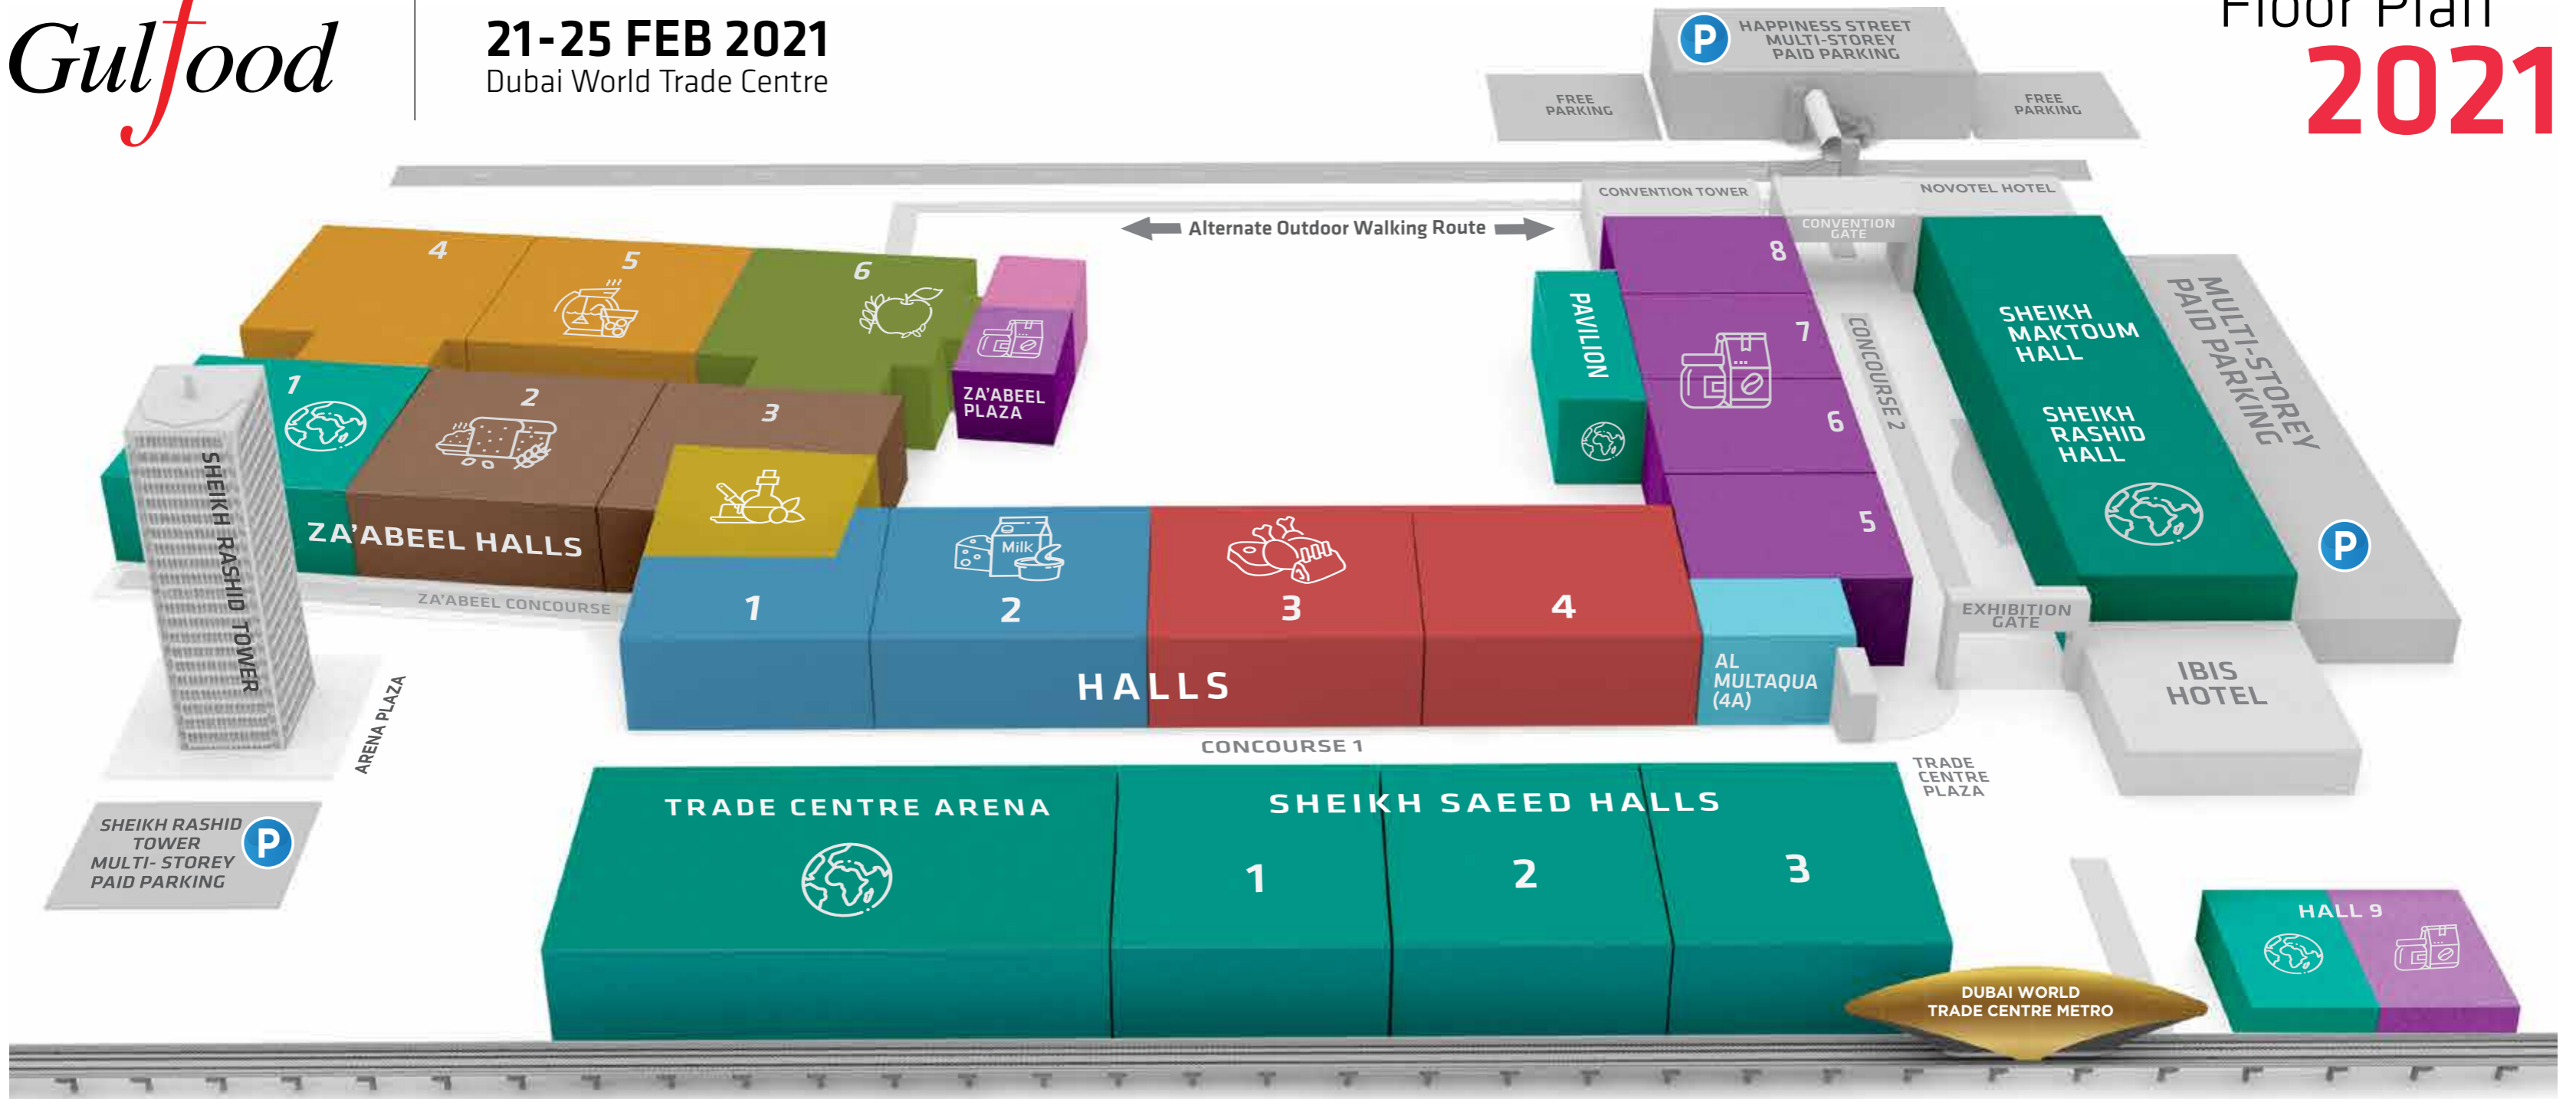 Gulfood
21-25 FEB 2021
Dubai World Trade Centre
Floor Plan
2021
P
HAPPINESS STREET
MULTI-STOREY
PAID PARKING
FREE
PARKING
FREE
PARKING
CONVENTION TOWER
NOVOTEL HOTEL
CONVENTION
GATE
Alternate Outdoor Walking Route
4
5
6
1
2
3
ZA'ABEEL HALLS
ZA'ABEEL
PLAZA
SHEIKH RASHID TOWER
ZA'ABEEL CONCOURSE
ARENA PLAZA
PAVILION
8
7
6
5
CONCOURSE 2
SHEIKH
MAKTOUM
HALL
SHEIKH
RASHID
HALL
MULTI-STOREY
PAID PARKING
P
Milk
1
2
3
4
HALLS
AL
MULTAQUA
(4A)
EXHIBITION
GATE
IBIS
HOTEL
CONCOURSE 1
TRADE
CENTRE
PLAZA
SHEIKH RASHID
TOWER
MULTI- STOREY
PAID PARKING
P
TRADE CENTRE ARENA
SHEIKH SAEED HALLS
1
2
3
HALL 9
DUBAI WORLD
TRADE CENTRE METRO